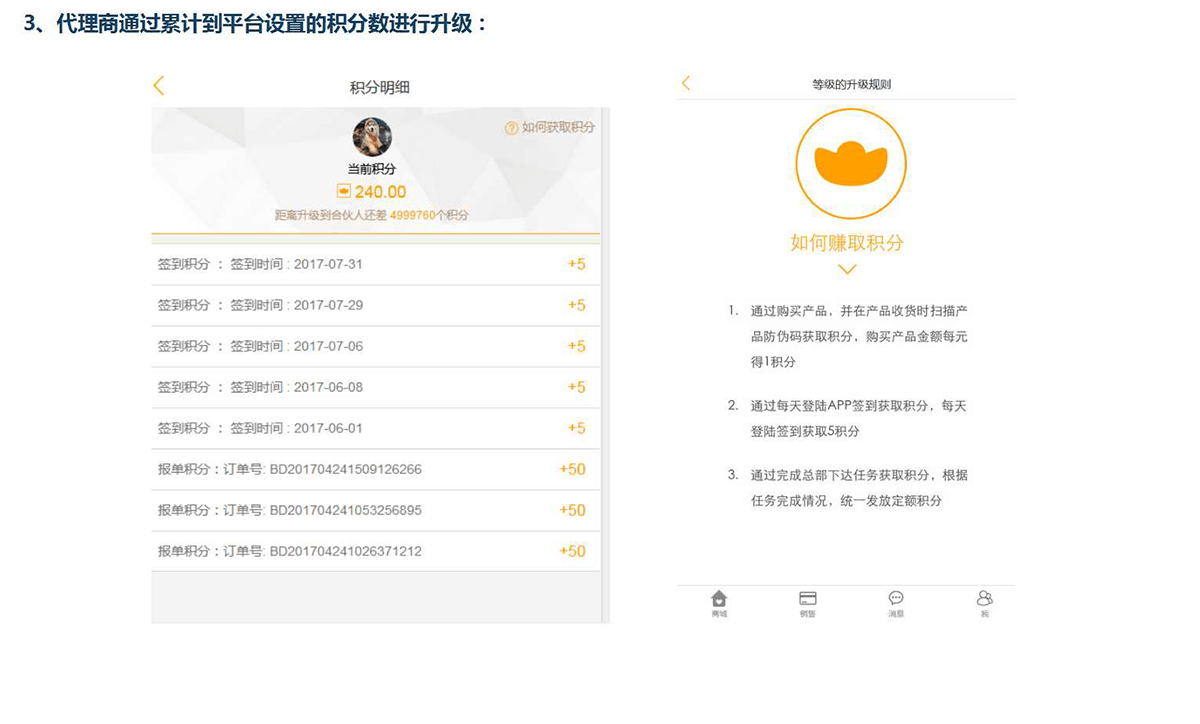 3、代理商通过累计到平台设置的积分数进行升级：
积分明细
如何获取积分
当前积分
240.00
距离升级到合伙人还差 4999760个积分
签到积分 ： 签到时间 : 2017-07-31 +5
签到积分 ： 签到时间 : 2017-07-29 +5
签到积分 ： 签到时间 : 2017-07-06 +5
签到积分 ： 签到时间 : 2017-06-08 +5
签到积分 ： 签到时间 : 2017-06-01 +5
报单积分：订单号: BD201704241509126266 +50
报单积分：订单号: BD201704241053256895 +50
报单积分：订单号: BD201704241026371212 +50
等级的升级规则
如何赚取积分
1. 通过购买产品，并在产品收货时扫描产
品防伪码获取积分，购买产品金额每元
得1积分
2. 通过每天登陆APP签到获取积分，每天
登陆签到获取5积分
3. 通过完成总部下达任务获取积分，根据
任务完成情况，统一发放定额积分
商城 销售 消息 我